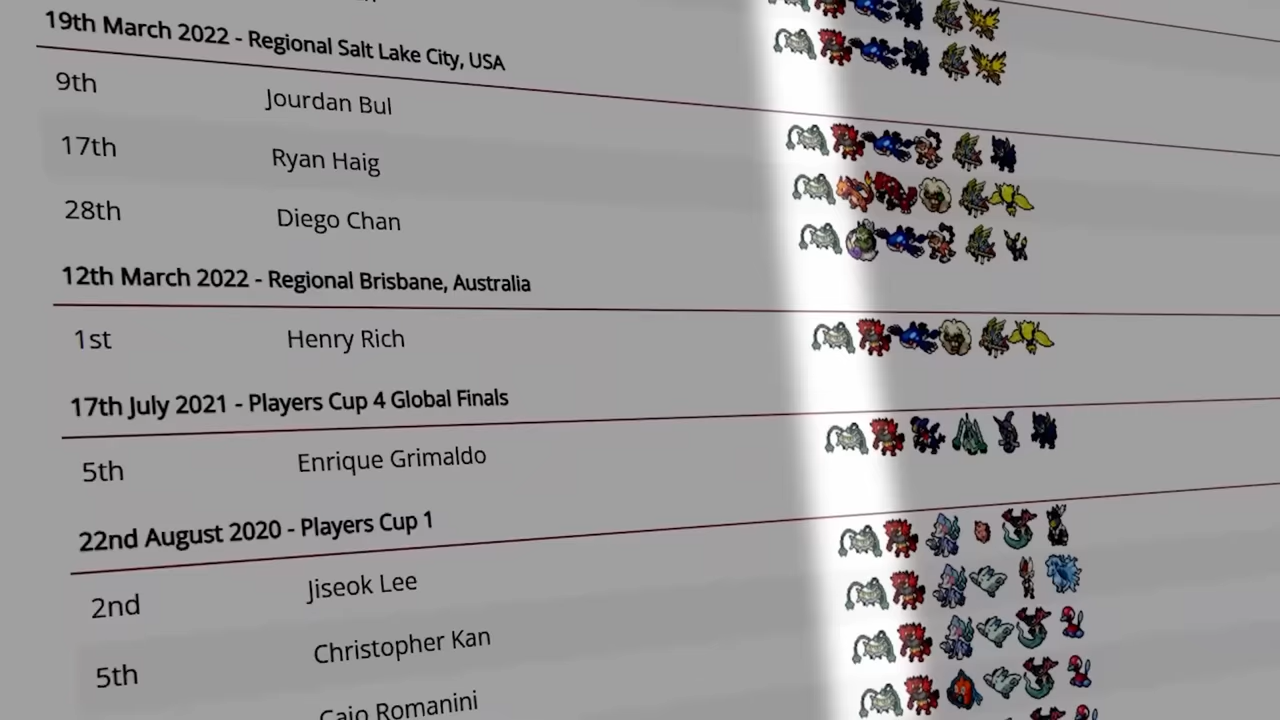 19th March 2022 - Regional Salt Lake City, USA
9th Jourdan Bul
17th Ryan Haig
28th Diego Chan
12th March 2022 - Regional Brisbane, Australia
1st Henry Rich
17th July 2021 - Players Cup 4 Global Finals
5th Enrique Grimaldo
22nd August 2020 - Players Cup 1
2nd Jiseok Lee
5th Christopher Kan
Caio Romanini